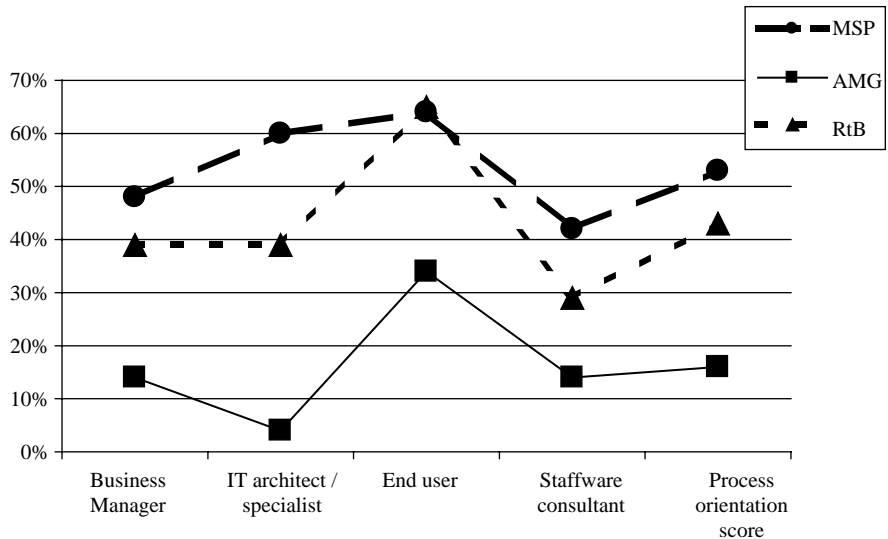 MSP
AMG
RtB
70%
60%
50%
40%
30%
20%
10%
0%
Business
Manager
IT architect /
specialist
End user
Staffware
consultant
Process
orientation
score